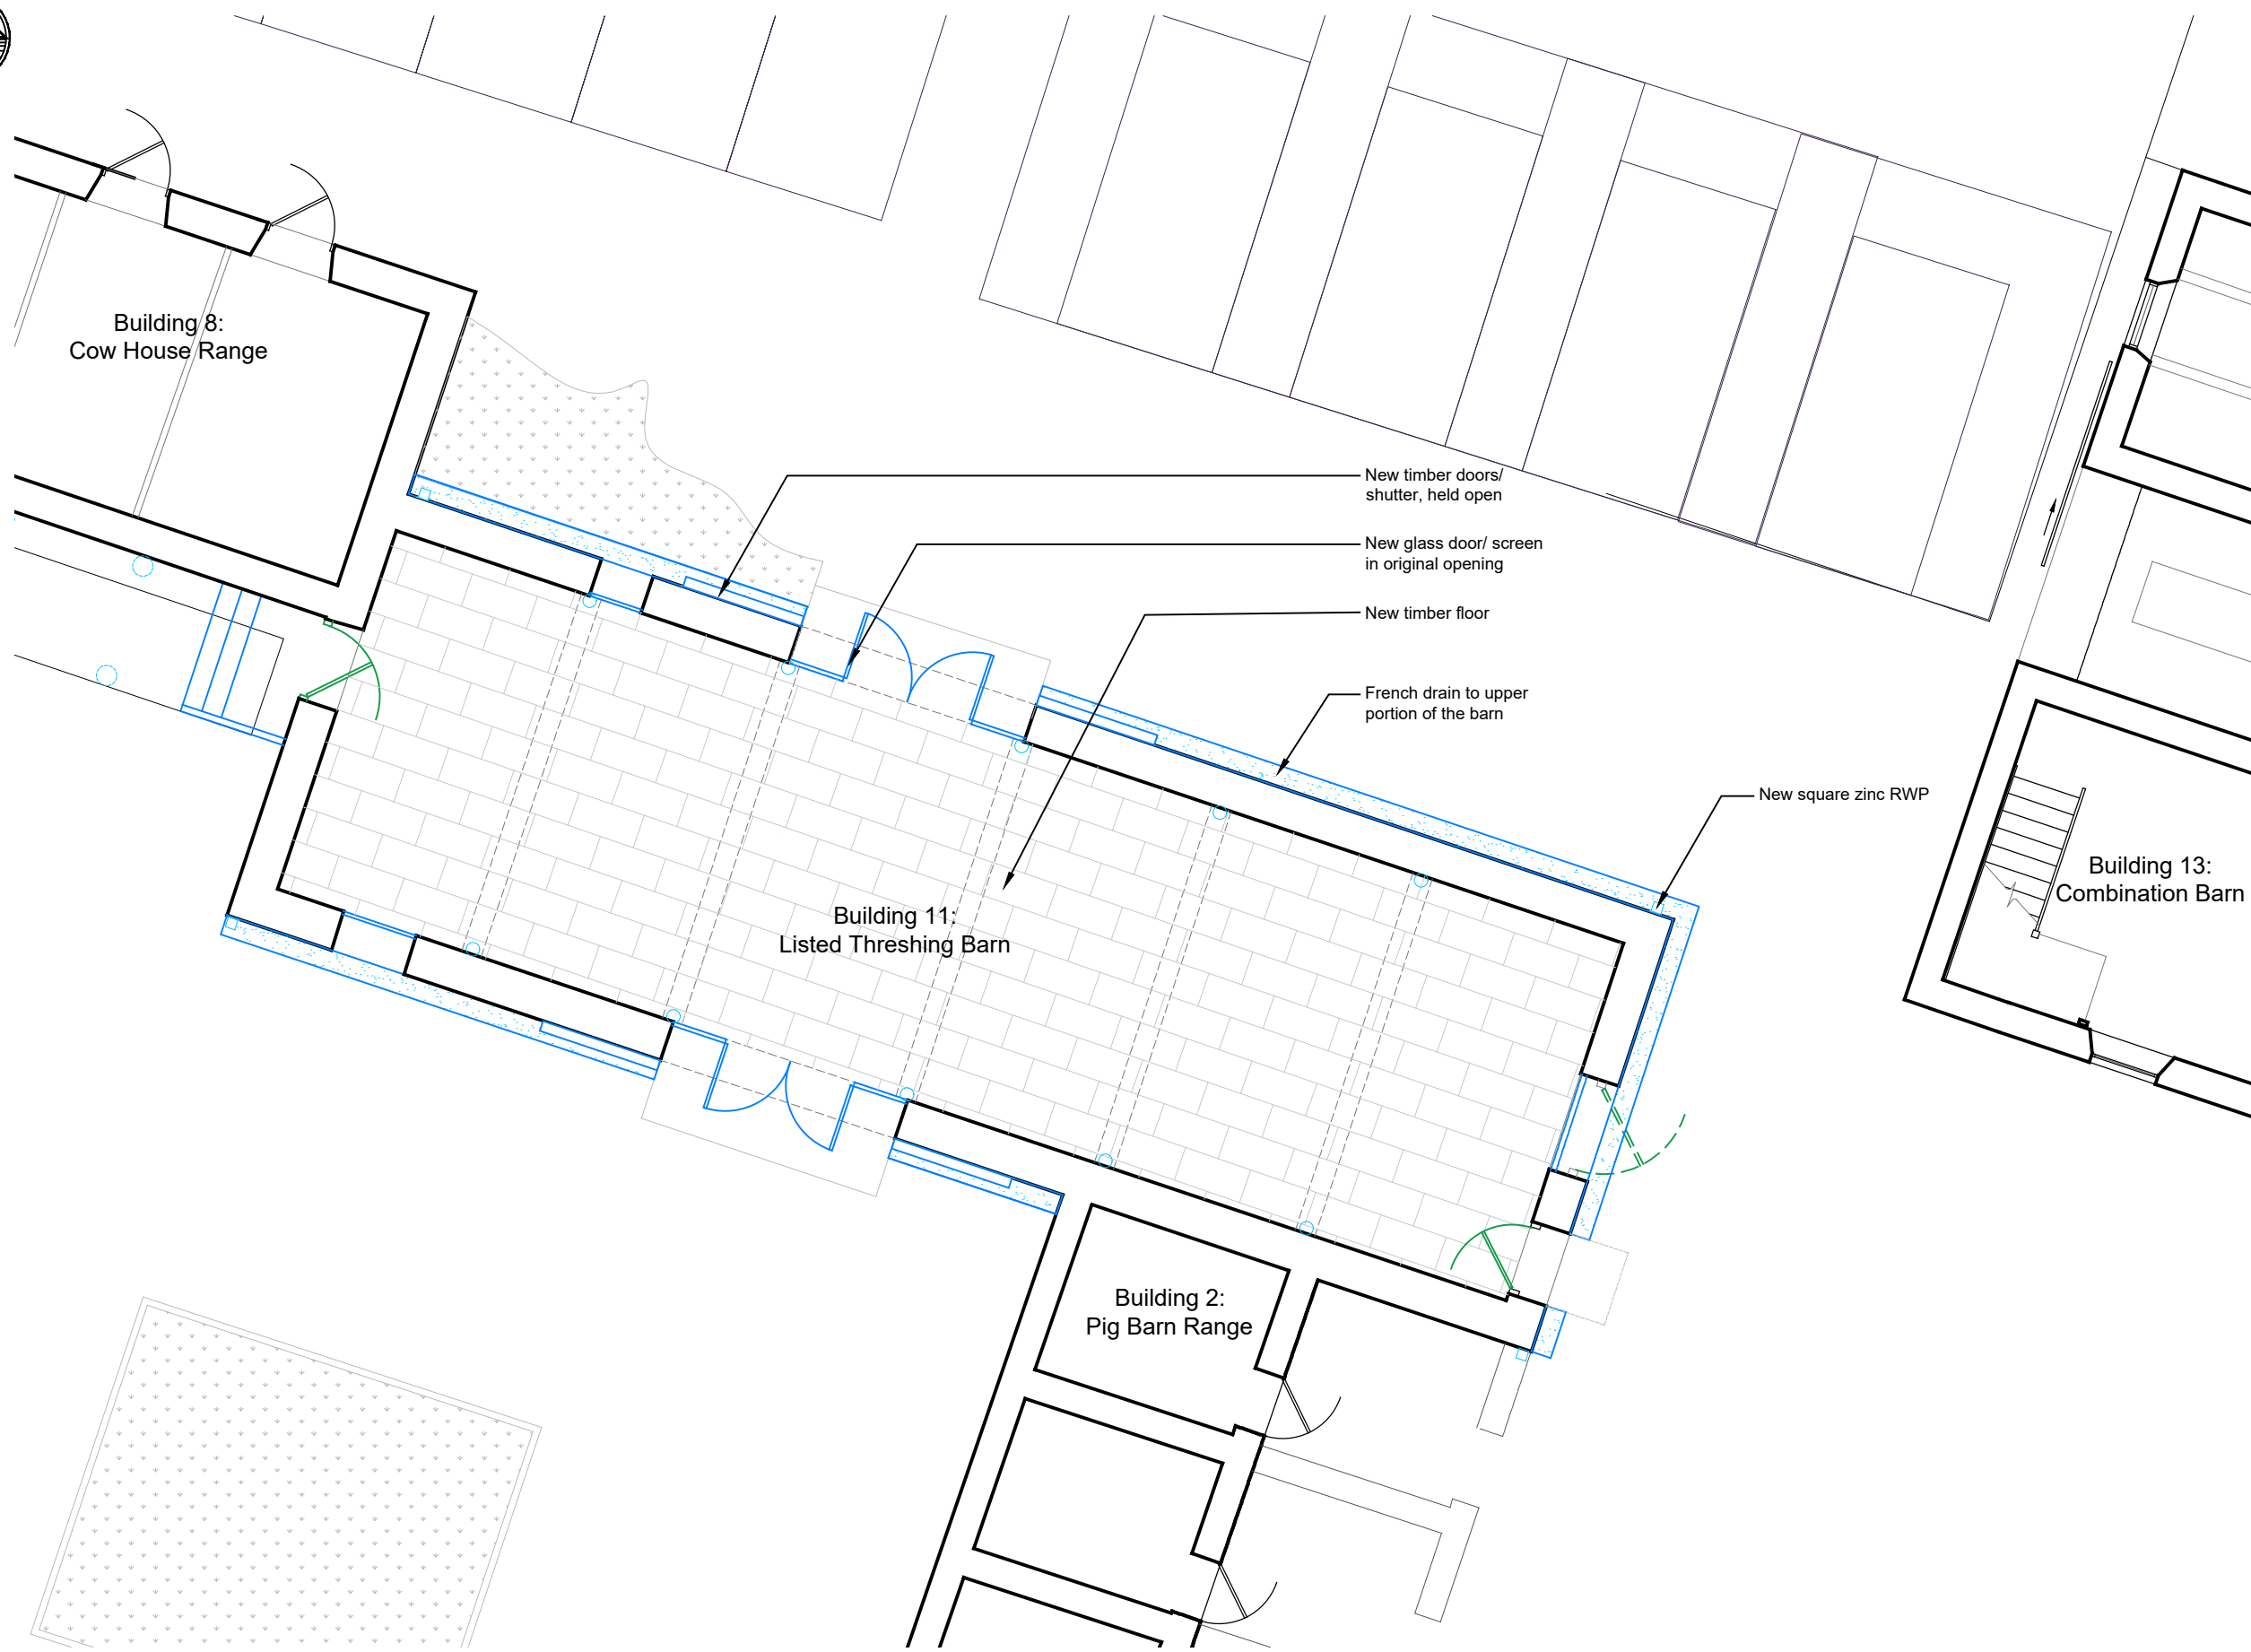 Building 8:
Cow House Range
New timber doors/
shutter, held open
New glass door/ screen
in original opening
New timber floor
French drain to upper
portion of the barn
New square zinc RWP
Building 13:
Combination Barn
Building 11:
Listed Threshing Barn
Building 2:
Pig Barn Range